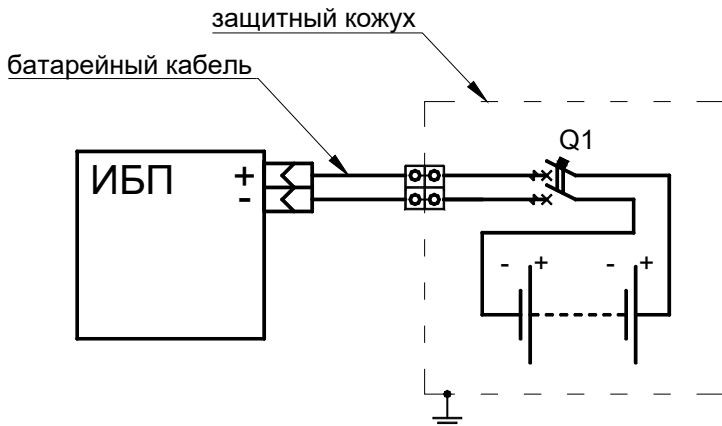 защитный кожух
батарейный кабель
Q1
ИБП +
-
- + - +